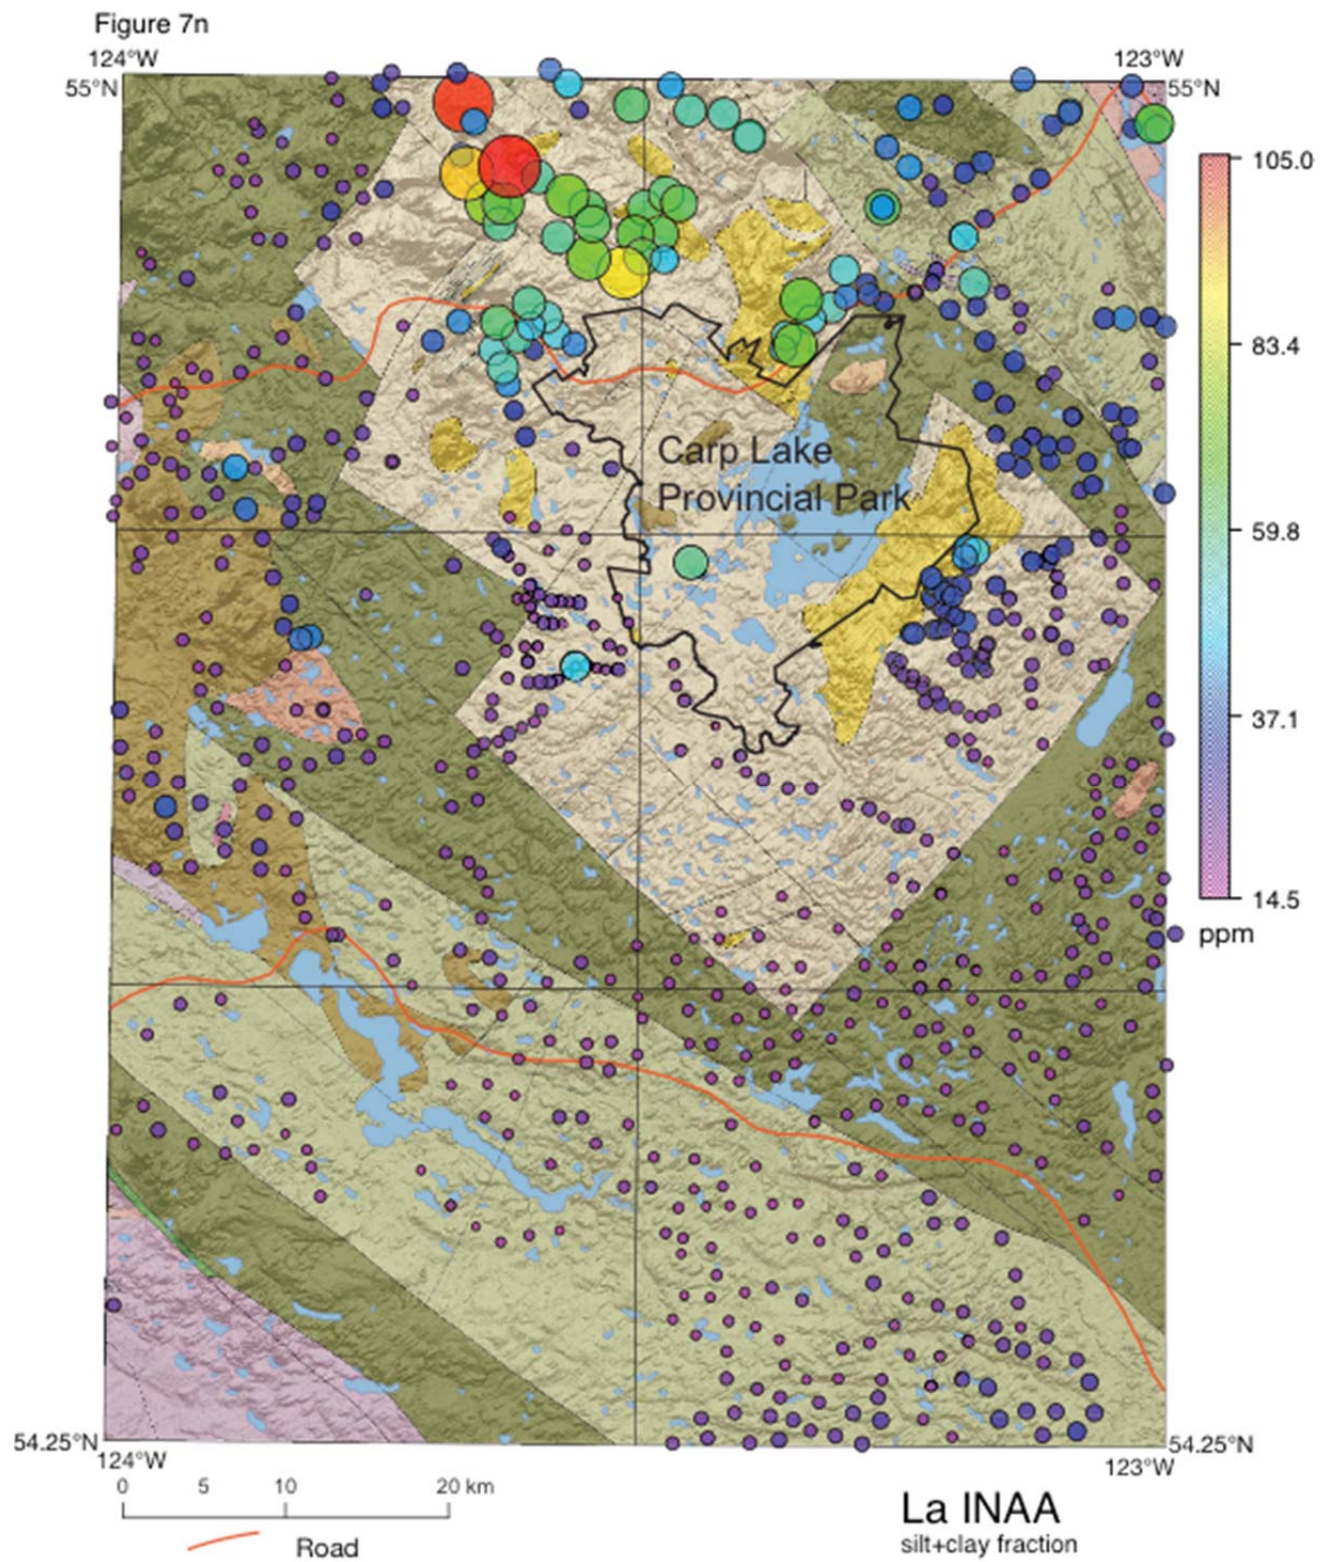 Figure 7n
124°W
123°W
55°N
55°N
105.0
83.4
Carp Lake
Provincial Park
59.8
37.1
14.5
ppm
54.25°N
54.25°N
124°W
123°W
0 5 10 20 km
Road
La INAA
silt+clay fraction